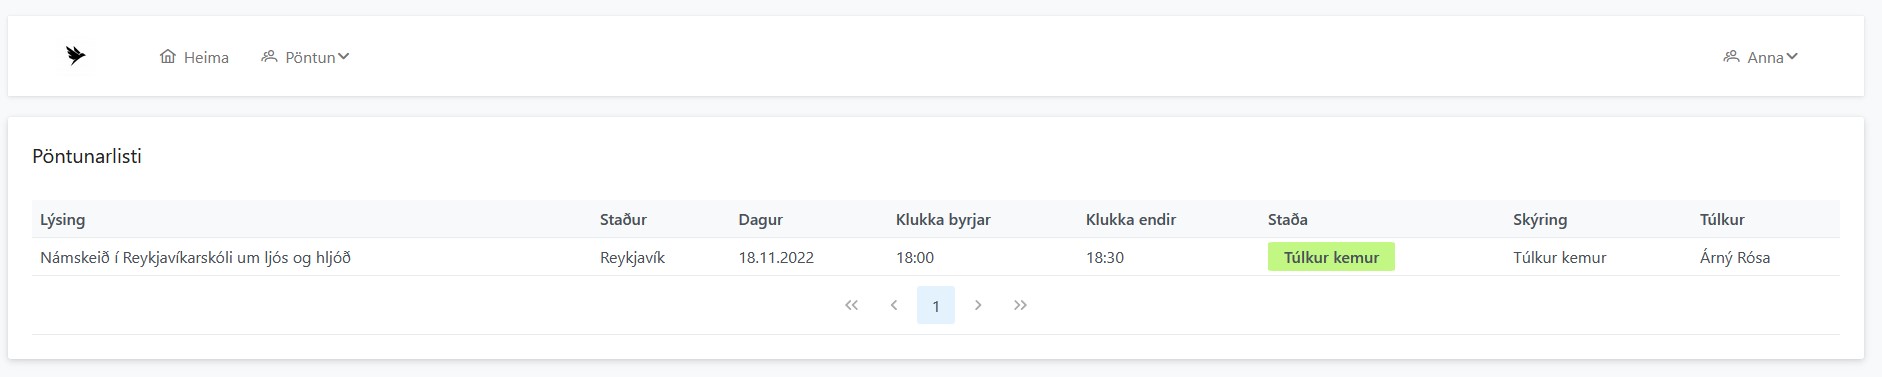 Heima Pöntun Anna
Pöntunarlisti
Lýsing Staður Dagur Klukka byrjar Klukka endir Staða Skýring Túlkur
Námskeið í Reykjavíkarskóli um ljós og hljóð Reykjavík 18.11.2022 18:00 18:30 Túlkur kemur Túlkur kemur Árný Rósa
1